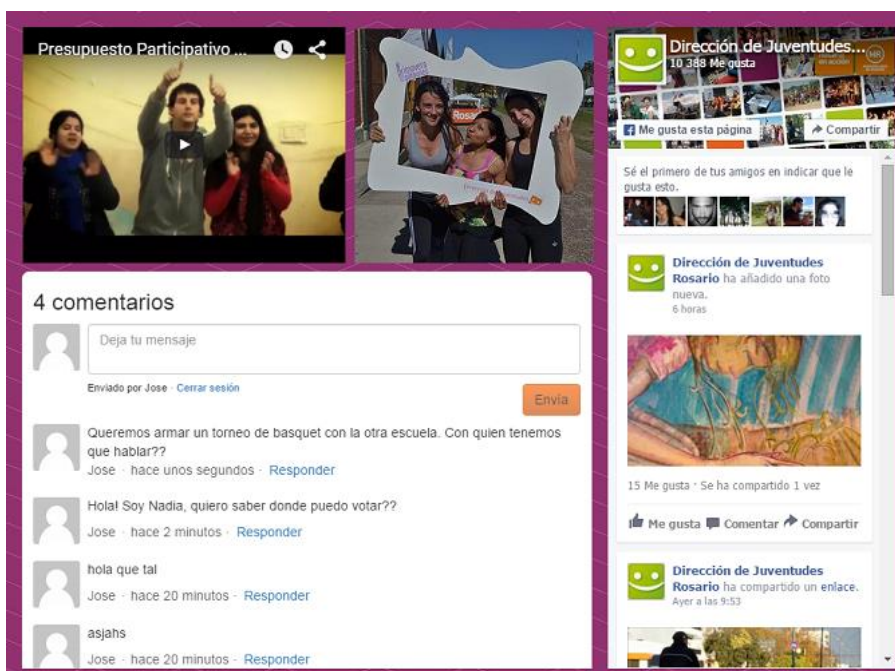 Presupuesto Participativo ...
Rosario
4 comentarios
Deja tu mensaje
Enviado por Jose · Cerrar sesión
Envía
Queremos armar un torneo de basquet con la otra escuela. Con quien tenemos
que hablar??
Jose · hace unos segundos · Responder
Hola! Soy Nadia, quiero saber donde puedo votar??
Jose · hace 2 minutos · Responder
hola que tal
Jose · hace 20 minutos · Responder
asjahs
Jose · hace 20 minutos · Responder
Dirección de Juventudes...
10 388 Me gusta
MR
Me gusta esta página
Compartir
Sé el primero de tus amigos en indicar que le
gusta esto.
Dirección de Juventudes
Rosario ha añadido una foto
nueva.
6 horas
15 Me gusta · Se ha compartido 1 vez
Me gusta Comentar Compartir
Dirección de Juventudes
Rosario ha compartido un enlace.
Ayer a las 9:53